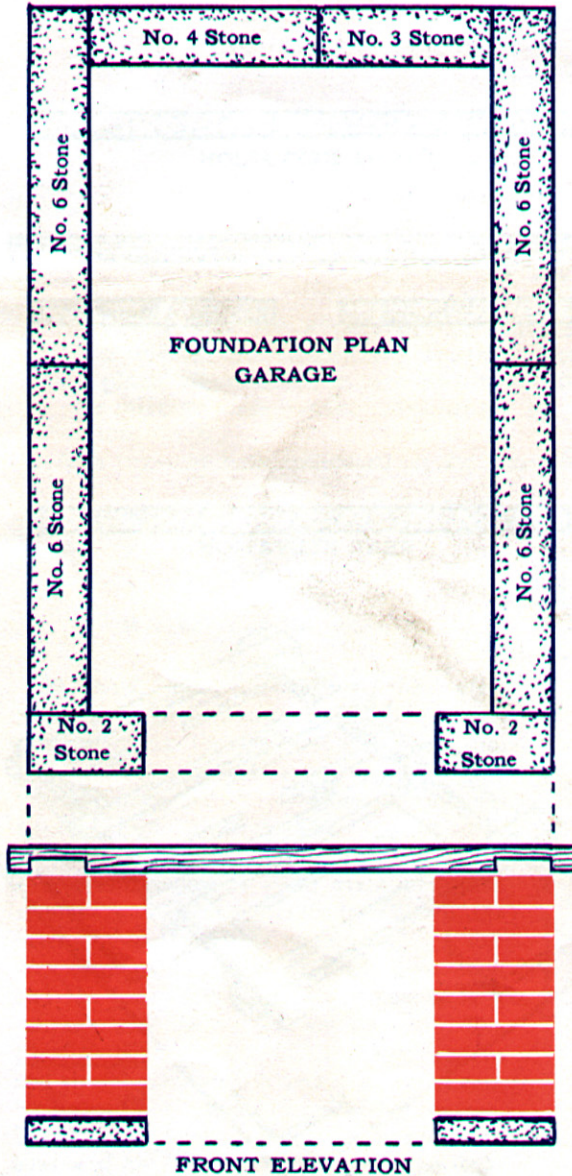 No. 4 Stone
No. 3 Stone
No. 6 Stone
No. 6 Stone
FOUNDATION PLAN
GARAGE
No. 6 Stone
No. 6 Stone
No. 2
Stone
No. 2
Stone
FRONT ELEVATION